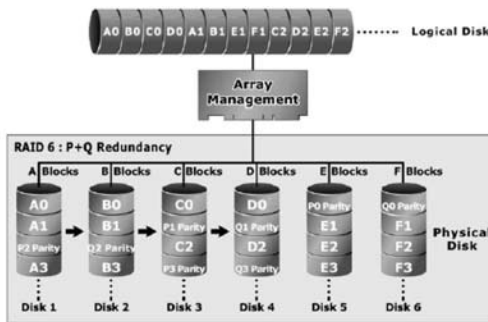 A0 B0 C0 D0 A1 B1 E1 F1 C2 D2 E2 F2
Logical Disk
Array
Management
RAID 6 : P+Q Redundancy
A Blocks B Blocks C Blocks D Blocks E Blocks F Blocks
A0 B0 C0 D0 P0 Parity Q0 Parity
A1 B1 P1 Parity Q1 Parity E1 F1
P2 Parity Q2 Parity C2 D2 E2 F2
A3 B3 P3 Parity Q3 Parity E3 F3
Physical
Disk
Disk 1 Disk 2 Disk 3 Disk 4 Disk 5 Disk 6